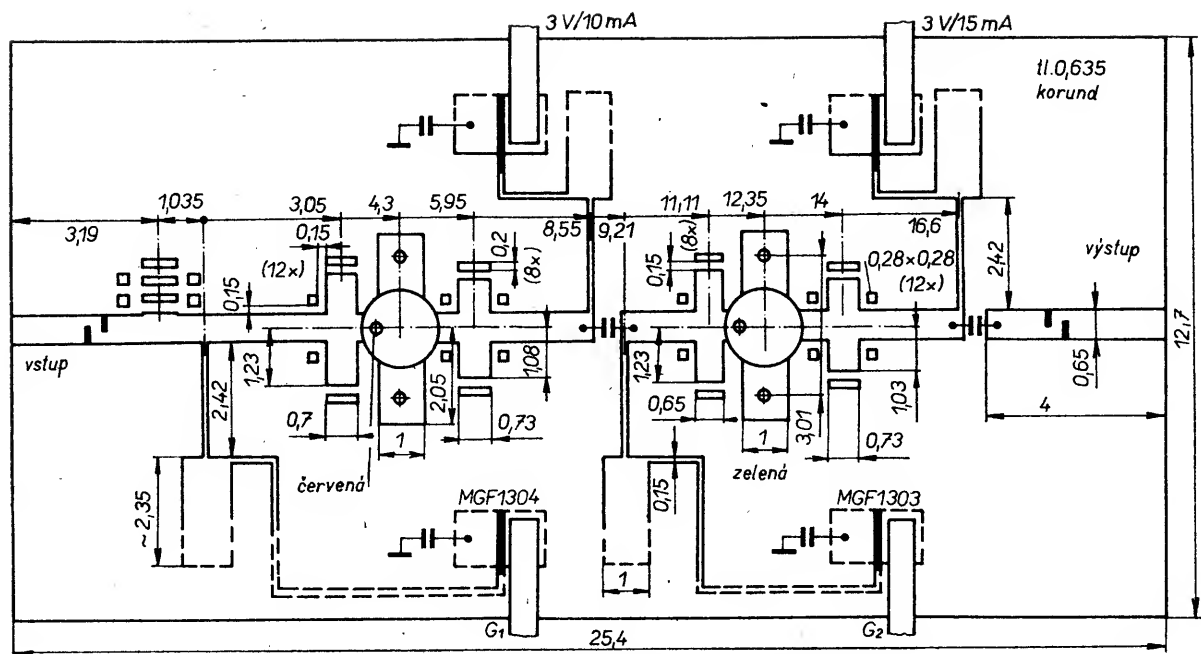 3 V/10 mA
3 V/15 mA
tl. 0,635
korund
1,035
3,05
4,3
5,95
11,11
12,35
14
3,19
0,15
(12x)
0,2
(8x)
8,55
9,21
0,15
(8x)
16,6
2,42
výstup
0,28×0,28
(12x)
0,15
12,7
vstup
1,23
2,42
2,05
1,08
1,23
3,01
1,03
0,65
0,7
1
0,73
0,65
1
0,73
4
červená
zelená
~2,35
MGF1304
0,15
MGF1303
1
G1
G2
25,4